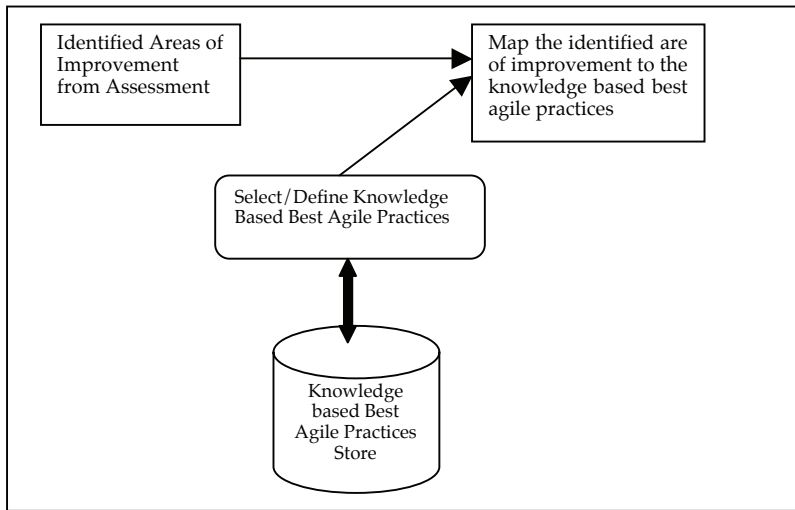 Identified Areas of
Improvement
from Assessment
Map the identified are
of improvement to the
knowledge based best
agile practices
Select/Define Knowledge
Based Best Agile Practices
Knowledge
based Best
Agile Practices
Store